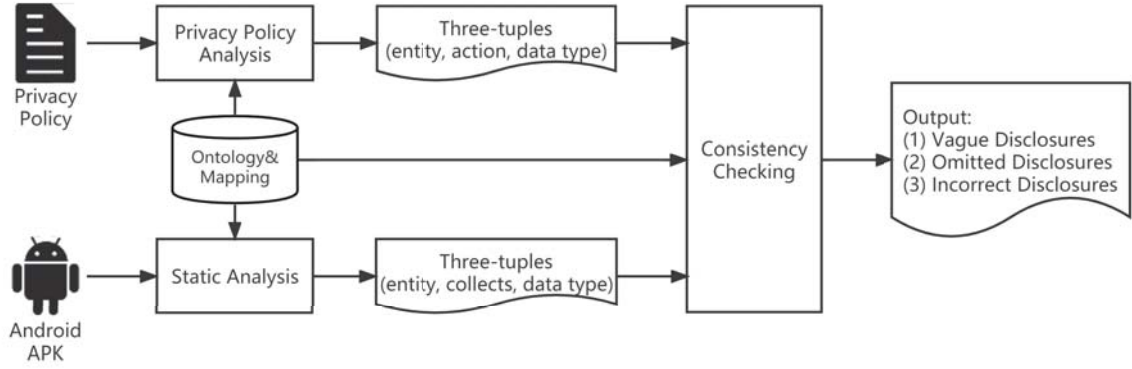 Privacy
Policy
Privacy Policy
Analysis
Three-tuples
(entity, action, data type)
Ontology&
Mapping
Android
APK
Static Analysis
Three-tuples
(entity, collects, data type)
Consistency
Checking
Output:
(1) Vague Disclosures
(2) Omitted Disclosures
(3) Incorrect Disclosures